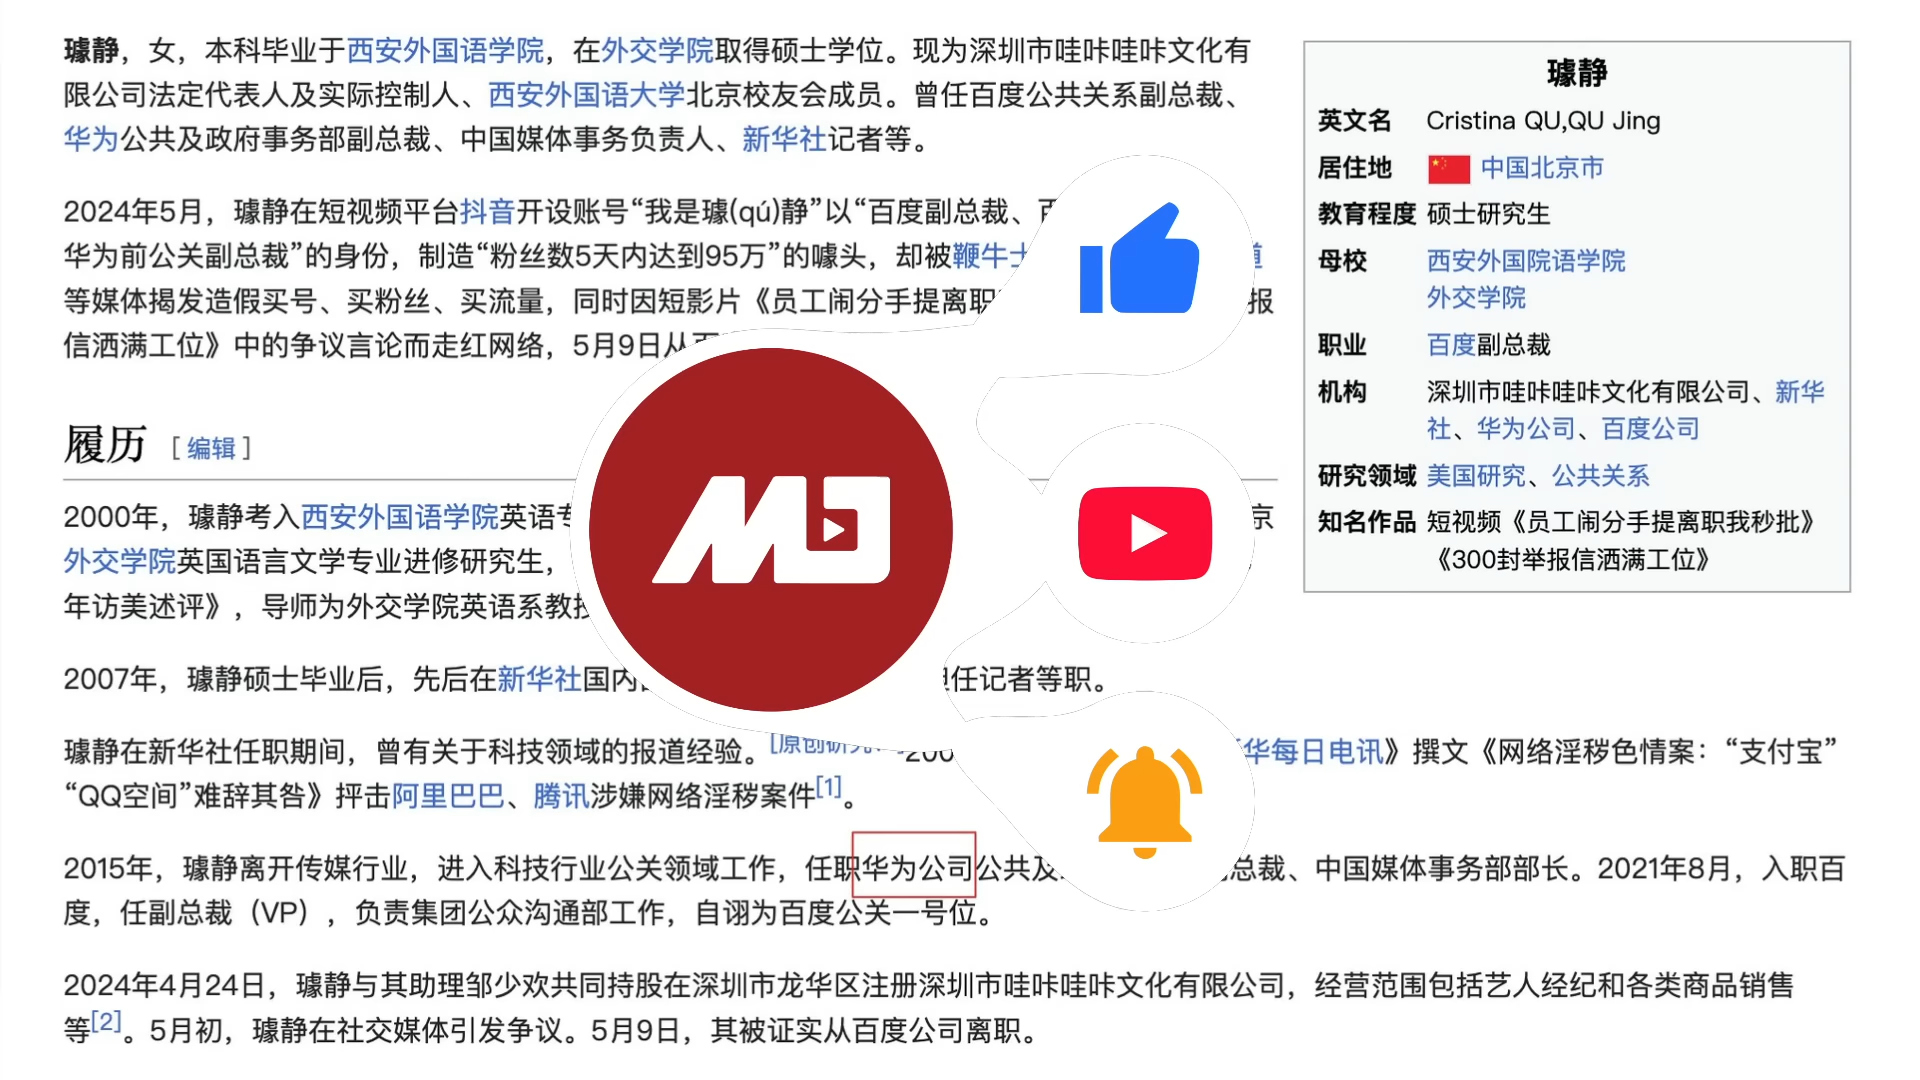 璩静，女，本科毕业于西安外国语学院，在外交学院取得硕士学位。现为深圳市哇咔哇咔文化有
限公司法定代表人及实际控制人、西安外国语大学北京校友会成员。曾任百度公共关系副总裁、
华为公共及政府事务部副总裁、中国媒体事务负责人、新华社记者等。
2024年5月，璩静在短视频平台抖音开设账号“我是璩(qú)静”以“百度副总裁、
华为前公关副总裁”的身份，制造“粉丝数5天内达到95万”的噱头，却被鞭牛 道
等媒体揭发造假买号、买粉丝、买流量，同时因短影片《员工闹分手提离职 报
信洒满工位》中的争议言论而走红网络，5月9日从
履历 [ 编辑 ]
2000年，璩静考入西安外国语学院英语 京
外交学院英国语言文学专业进修研究生，
年访美述评》，导师为外交学院英语系教
2007年，璩静硕士毕业后，先后在新华社国内 任记者等职。
璩静在新华社任职期间，曾有关于科技领域的报道经验。[原创研究 200 华每日电讯》撰文《网络淫秽色情案：“支付宝”
“QQ空间”难辞其咎》抨击阿里巴巴、腾讯涉嫌网络淫秽案件[1]。
2015年，璩静离开传媒行业，进入科技行业公关领域工作，任职华为公司公共及 总裁、中国媒体事务部部长。2021年8月，入职百
度，任副总裁（VP），负责集团公众沟通部工作，自诩为百度公关一号位。
2024年4月24日，璩静与其助理邹少欢共同持股在深圳市龙华区注册深圳市哇咔哇咔文化有限公司，经营范围包括艺人经纪和各类商品销售
等[2]。5月初，璩静在社交媒体引发争议。5月9日，其被证实从百度公司离职。
璩静
英文名 Cristina QU,QU Jing
居住地 中国北京市
教育程度 硕士研究生
母校 西安外国院语学院
外交学院
职业 百度副总裁
机构 深圳市哇咔哇咔文化有限公司、新华
社、华为公司、百度公司
研究领域 美国研究、公共关系
知名作品 短视频《员工闹分手提离职我秒批》
《300封举报信洒满工位》
MJ